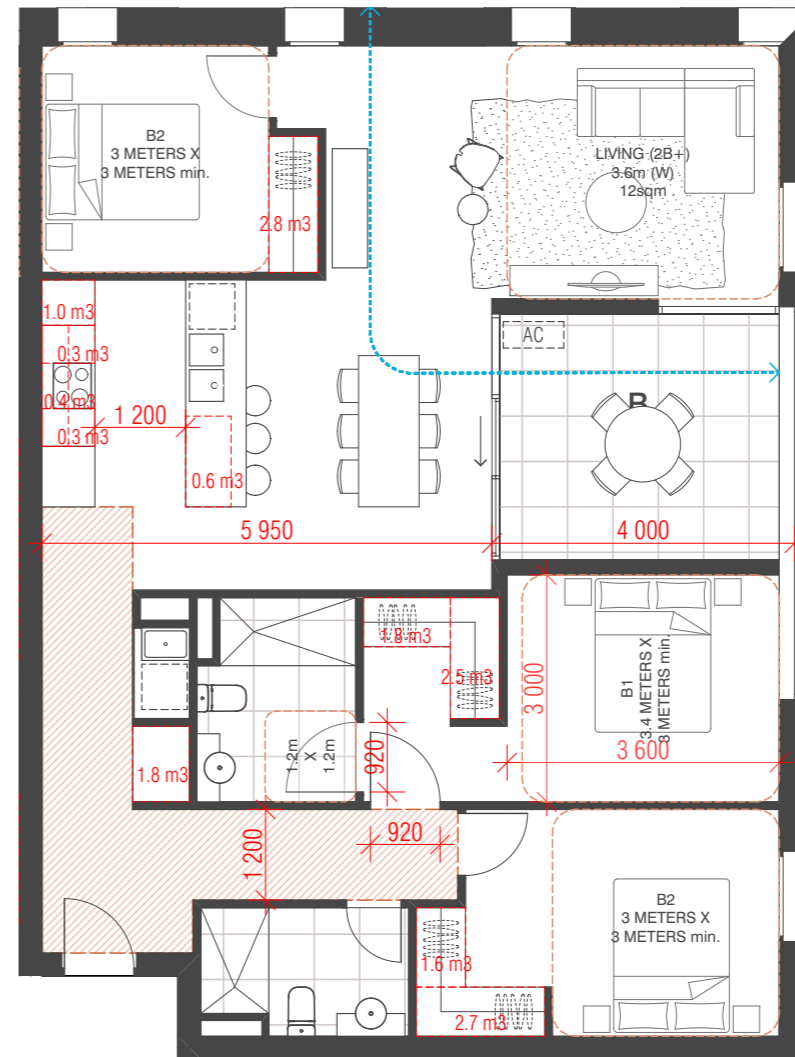 B2
3 METERS X
3 METERS min.
LIVING (2B+)
3.6m (W)
12sqm
2.8 m3
1.0 m3
0.3 m3
0.4 m3
0.3 m3
1 200
0.6 m3
AC
B
5 950
4 000
1.8 m3
2.5 m3
B1
3.4 METERS X
3 METERS min.
3 000
3 600
1.2m
X
1.2m
920
1.8 m3
1 200
920
B2
3 METERS X
3 METERS min.
1.6 m3
2.7 m3